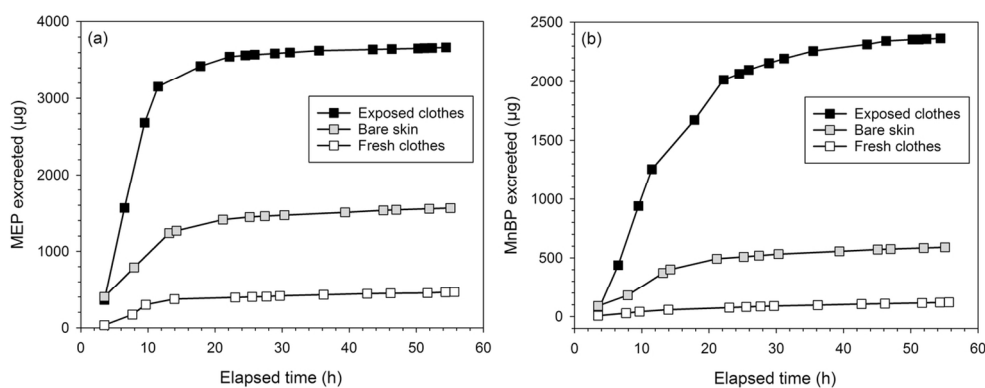 (a)
MEP excreeted (µg)
4000
3000
2000
1000
0
0 10 20 30 40 50 60
Elapsed time (h)
Exposed clothes
Bare skin
Fresh clothes
(b)
MnBP excreeted (µg)
2500
2000
1500
1000
500
0
0 10 20 30 40 50 60
Elapsed time (h)
Exposed clothes
Bare skin
Fresh clothes